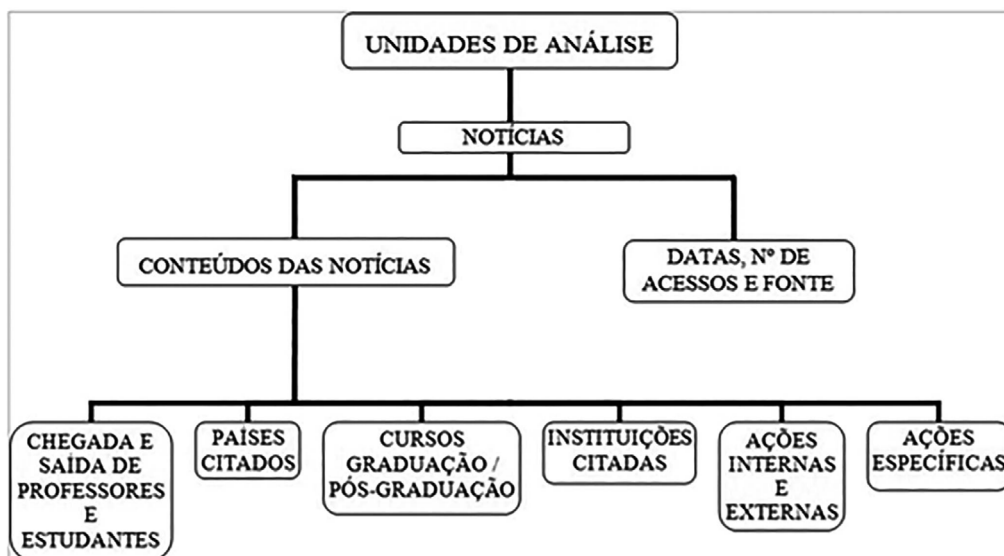 UNIDADES DE ANÁLISE
NOTÍCIAS
CONTEÚDOS DAS NOTÍCIAS
DATAS, Nº DE
ACESSOS E FONTE
CHEGADA E
SAÍDA DE
PROFESSORES
E
ESTUDANTES
PAÍSES
CITADOS
CURSOS
GRADUAÇÃO /
PÓS-GRADUAÇÃO
INSTITUIÇÕES
CITADAS
AÇÕES
INTERNAS
E
EXTERNAS
AÇÕES
ESPECÍFICAS